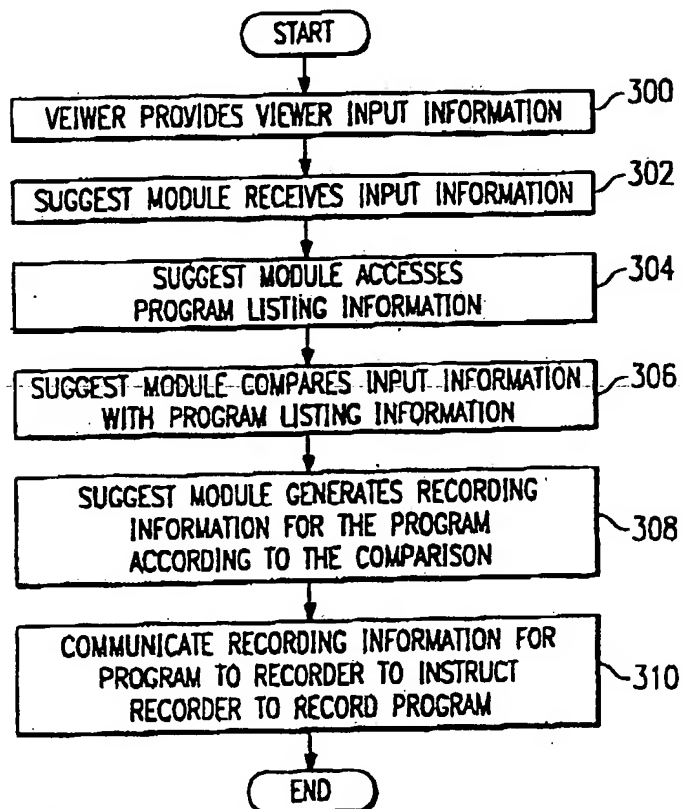 START
VEIWER PROVIDES VIEWER INPUT INFORMATION
300
SUGGEST MODULE RECEIVES INPUT INFORMATION
302
SUGGEST MODULE ACCESSES
PROGRAM LISTING INFORMATION
304
SUGGEST MODULE COMPARES INPUT INFORMATION
WITH PROGRAM LISTING INFORMATION
306
SUGGEST MODULE GENERATES RECORDING
INFORMATION FOR THE PROGRAM
ACCORDING TO THE COMPARISON
308
COMMUNICATE RECORDING INFORMATION FOR
PROGRAM TO RECORDER TO INSTRUCT
RECORDER TO RECORD PROGRAM
310
END